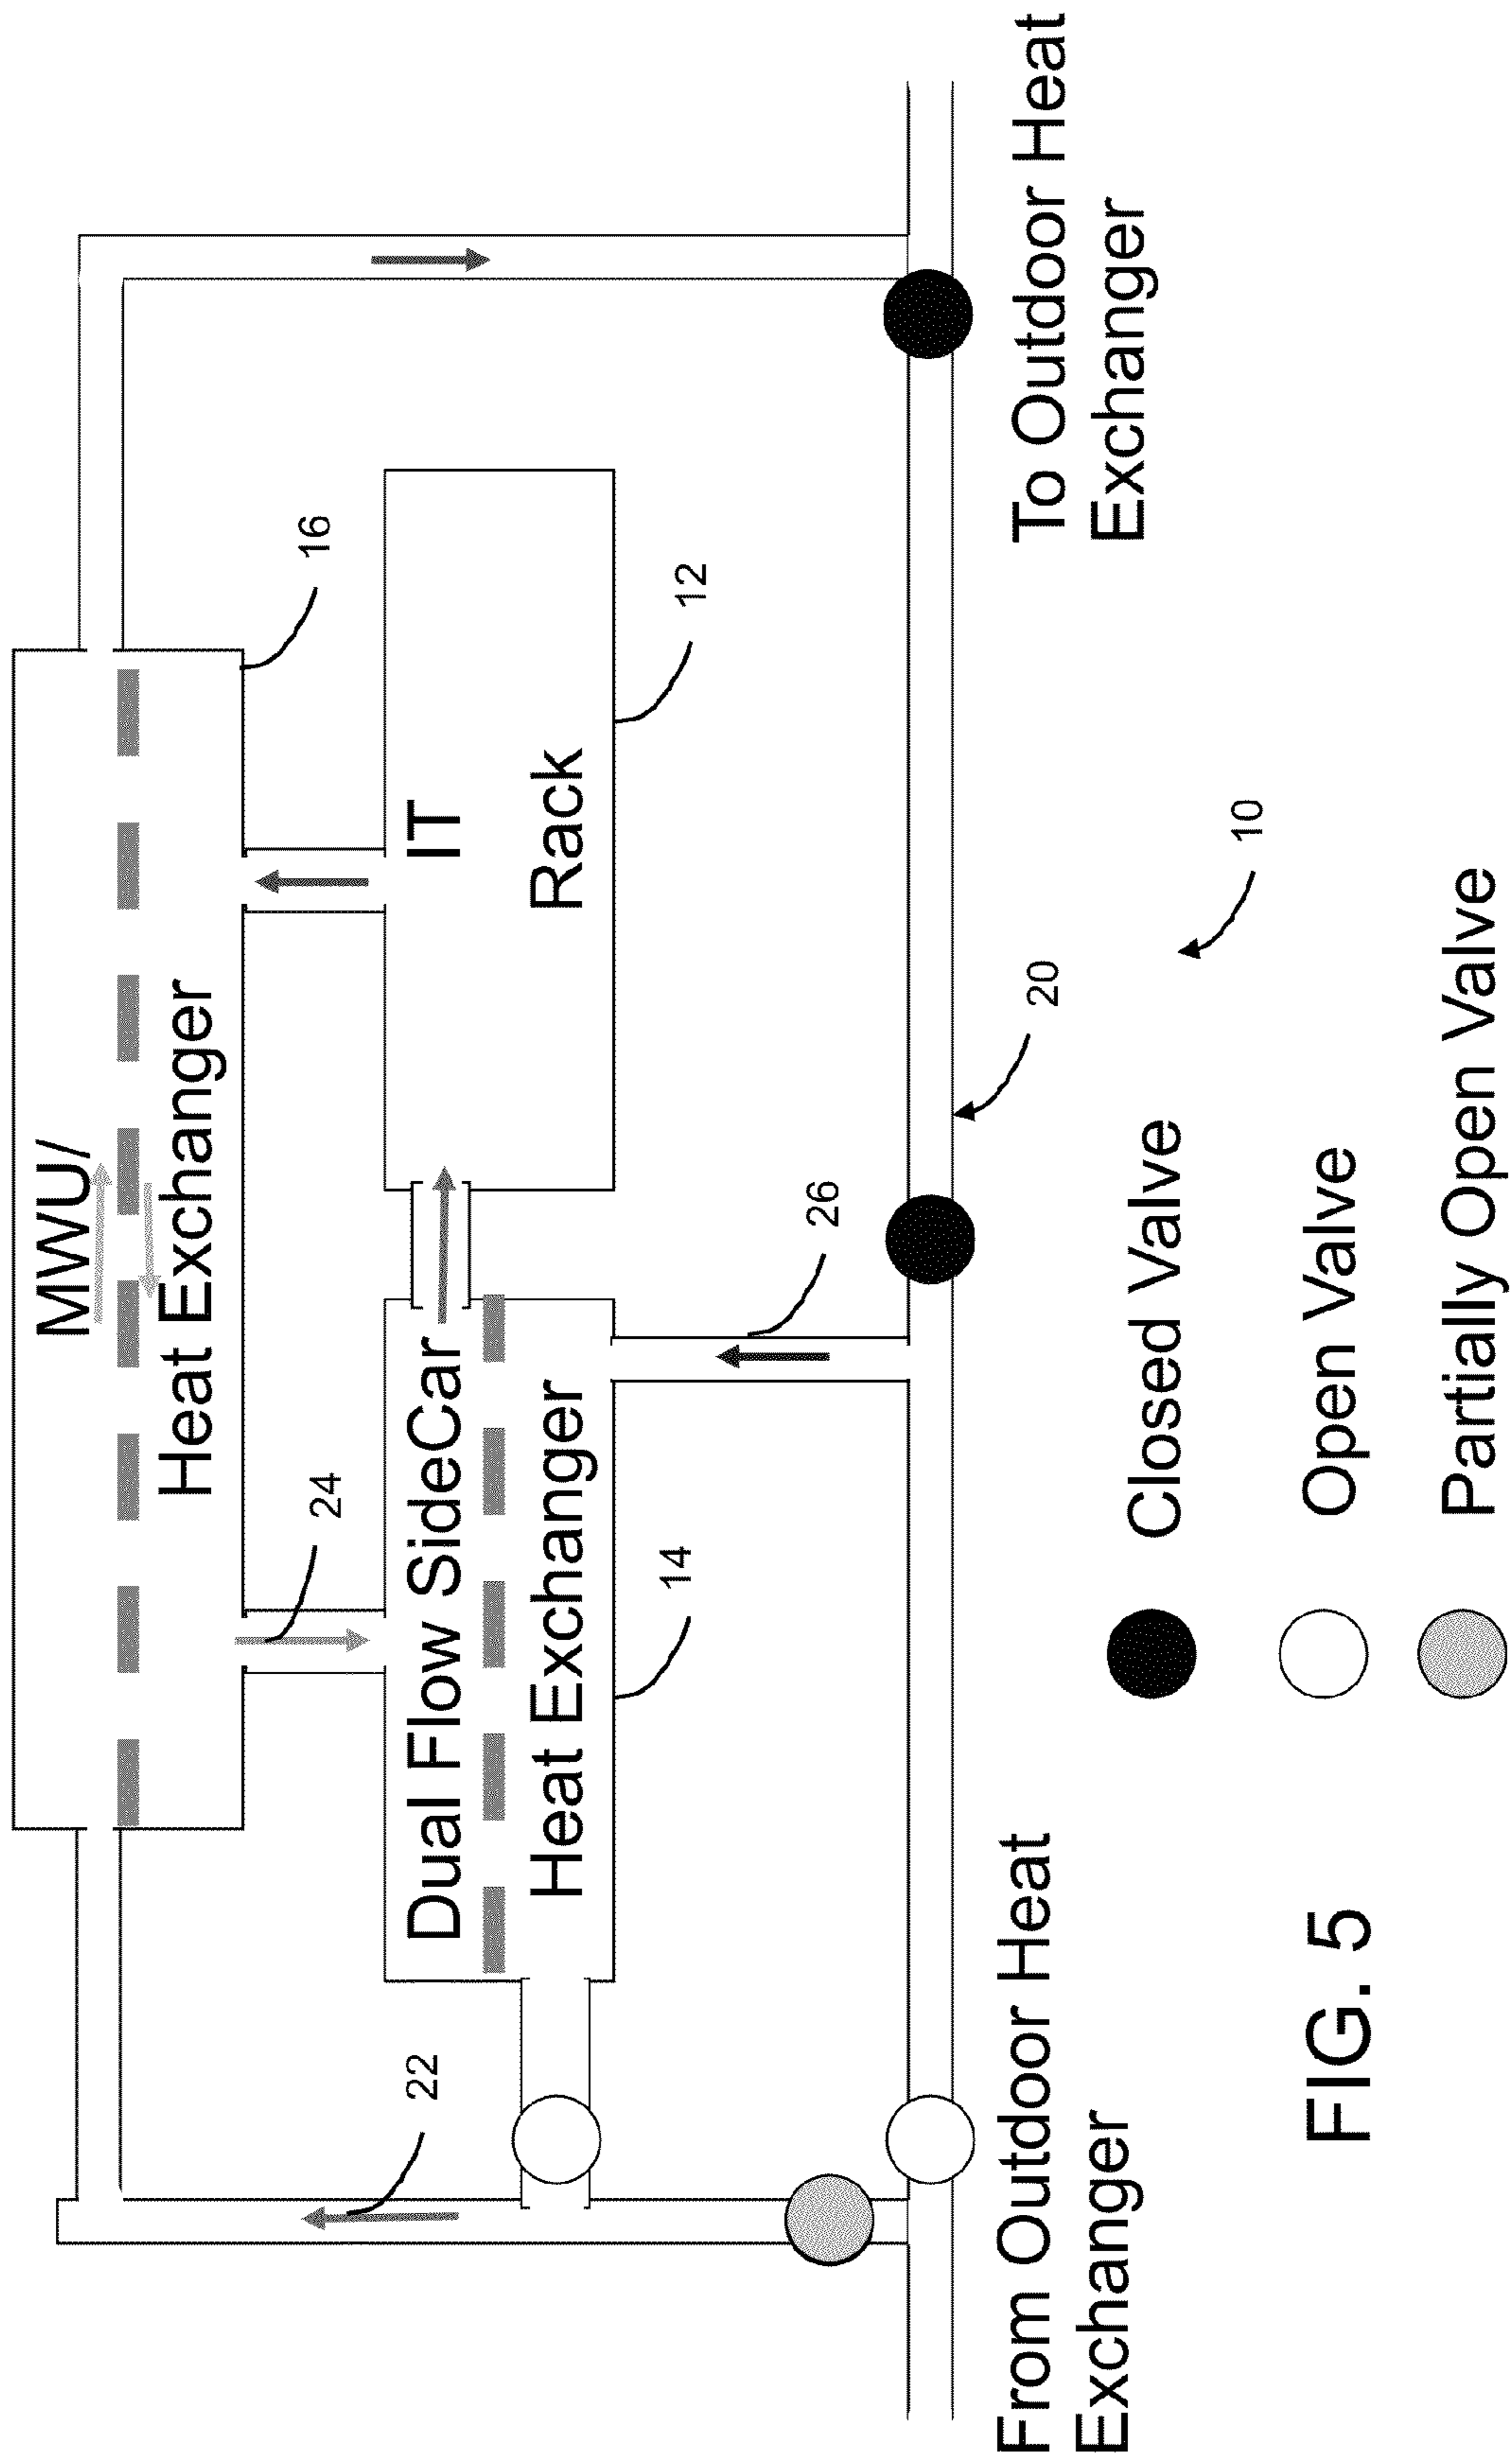 MWU/
Heat Exchanger
16
24
22
Dual Flow SideCar
Heat Exchanger
14
IT
Rack
12
26
20
10
From Outdoor Heat
Exchanger
To Outdoor Heat
Exchanger
Closed Valve
Open Valve
Partially Open Valve
FIG. 5